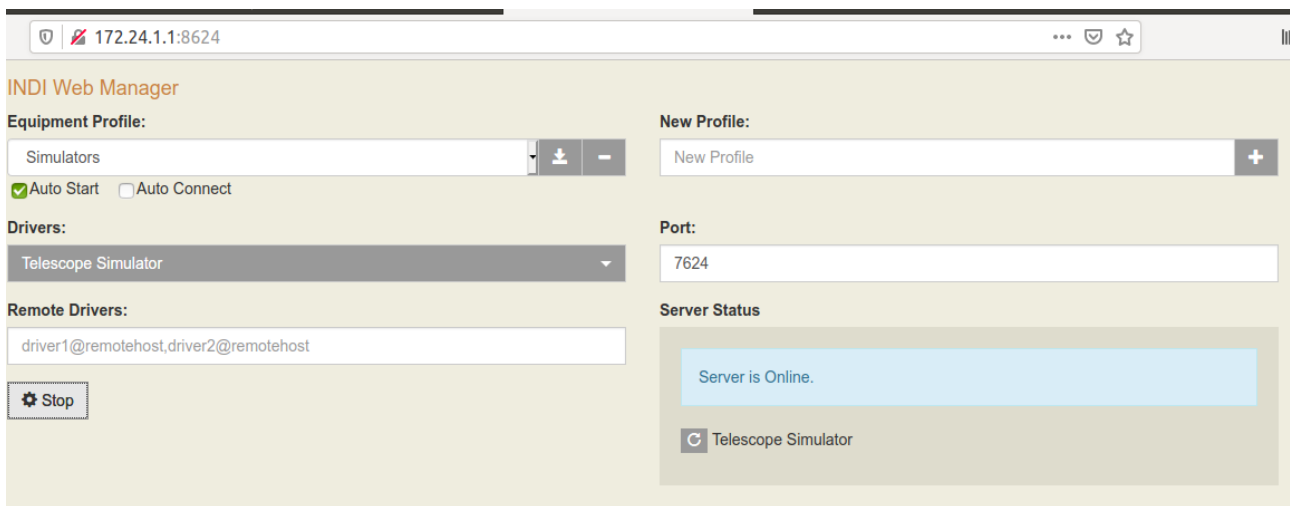 172.24.1.1:8624
INDI Web Manager
Equipment Profile:
Simulators
Auto Start Auto Connect
New Profile:
New Profile
Drivers:
Telescope Simulator
Port:
7624
Remote Drivers:
driver1@remotehost,driver2@remotehost
Stop
Server Status
Server is Online.
Telescope Simulator